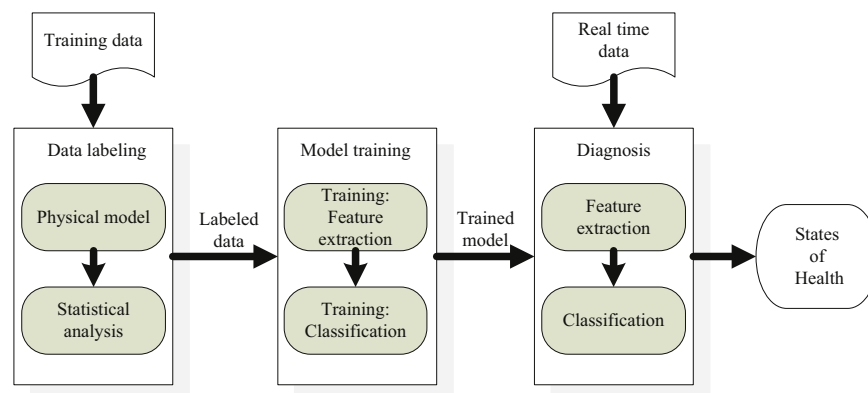 Training data
Real time
data
Data labeling
Physical model
Statistical
analysis
Labeled
data
Model training
Training:
Feature
extraction
Training:
Classification
Trained
model
Diagnosis
Feature
extraction
Classification
States
of
Health